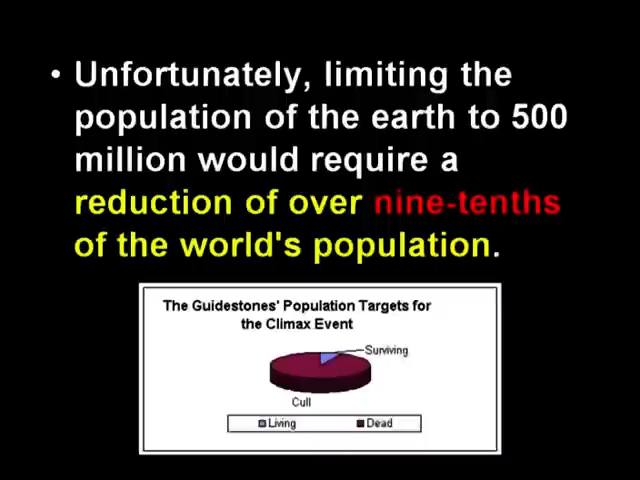 • Unfortunately, limiting the
population of the earth to 500
million would require a
reduction of over nine-tenths
of the world's population.
The Guidestones' Population Targets for
the Climax Event
Surviving
Cull
Living Dead